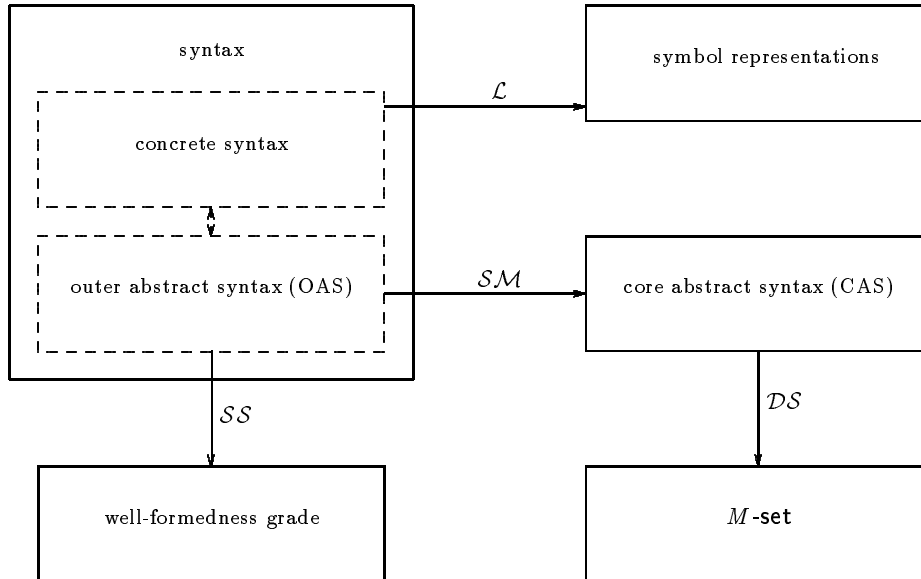 syntax
symbol representations
ℒ
concrete syntax
outer abstract syntax (OAS)
𝒮ℳ
core abstract syntax (CAS)
𝒮𝒮
𝒟𝒮
well-formedness grade
M-set